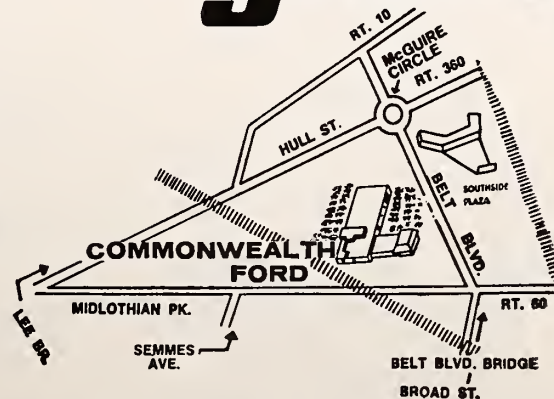 RT. 10
McGUIRE
CIRCLE
RT. 360
HULL ST.
BELT
BLVD.
SOUTHSIDE
PLAZA
COMMONWEALTH
FORD
LEE BR.
MIDLOTHIAN PK.
RT. 60
SEMMES
AVE.
BELT BLVD. BRIDGE
BROAD ST.